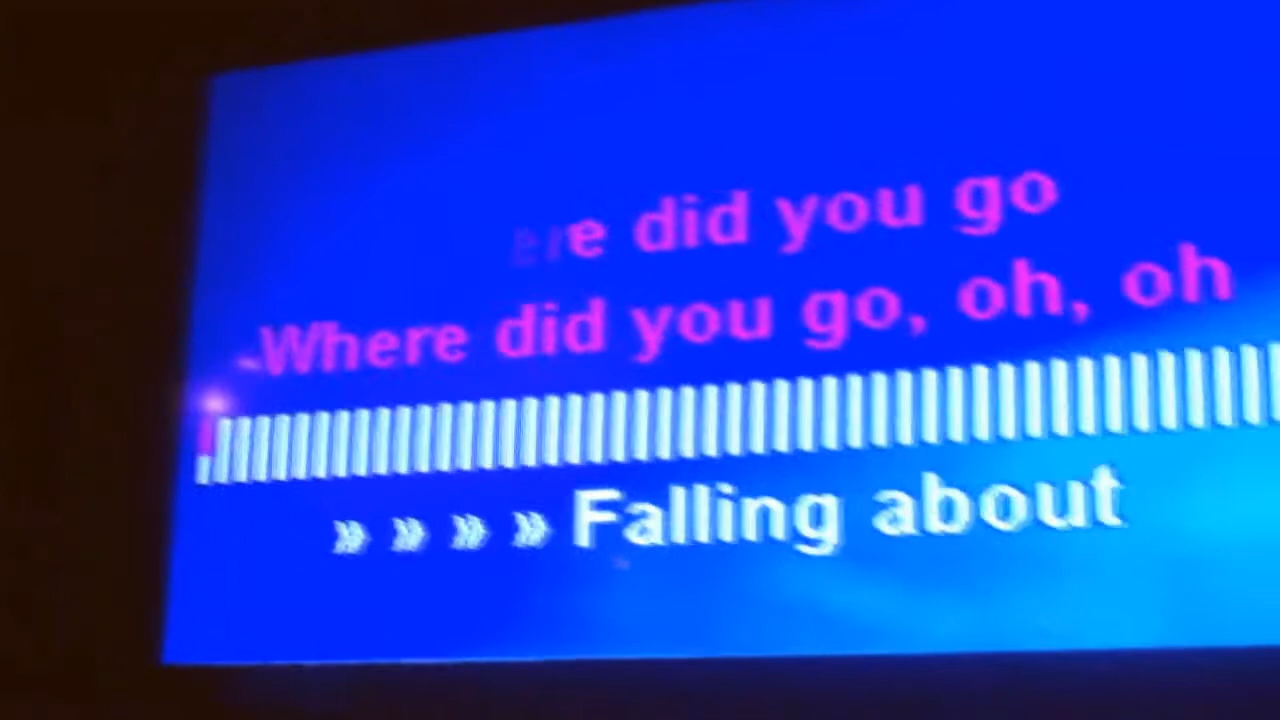 did you go
Where did you go, oh, oh
» » » » Falling about